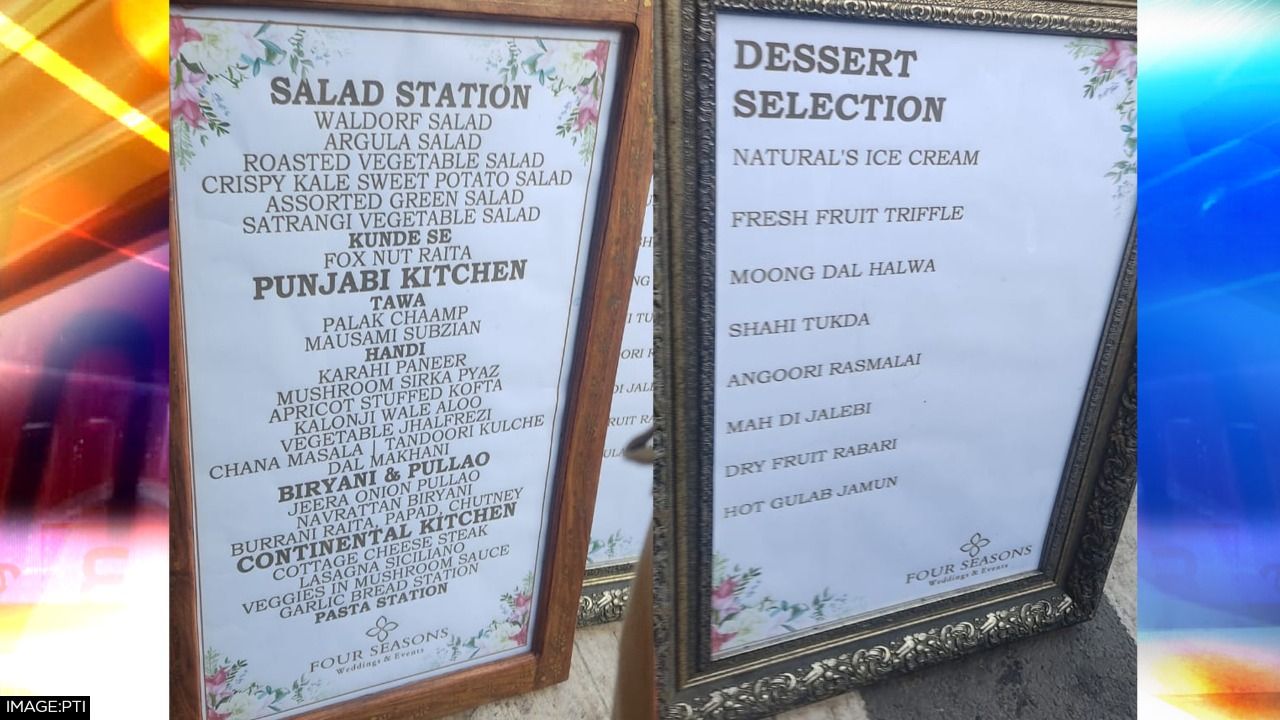 SALAD STATION
WALDORF SALAD
ARGULA SALAD
ROASTED VEGETABLE SALAD
CRISPY KALE SWEET POTATO SALAD
ASSORTED GREEN SALAD
SATRANGI VEGETABLE SALAD
KUNDE SE
FOX NUT RAITA
PUNJABI KITCHEN
TAWA
PALAK CHAAMP
MAUSAMI SUBZIAN
HANDI
KARAHI PANEER
MUSHROOM SIRKA PYAZ
APRICOT STUFFED KOFTA
KALONJI WALE ALOO
VEGETABLE JHALFREZI
CHANA MASALA TANDOORI KULCHE
DAL MAKHANI
BIRYANI & PULLAO
JEERA ONION PULLAO
NAVRATTAN BIRYANI
BURRANI RAITA, PAPAD, CHUTNEY
CONTINENTAL KITCHEN
COTTAGE CHEESE STEAK
LASAGNA SICILIANO
VEGGIES IN MUSHROOM SAUCE
GARLIC BREAD STATION
PASTA STATION
FOUR SEASONS
Weddings & Events
DESSERT
SELECTION
NATURAL'S ICE CREAM
FRESH FRUIT TRIFFLE
MOONG DAL HALWA
SHAHI TUKDA
ANGOORI RASMALAI
MAH DI JALEBI
DRY FRUIT RABARI
HOT GULAB JAMUN
FOUR SEASONS
Weddings & Events
IMAGE:PTI